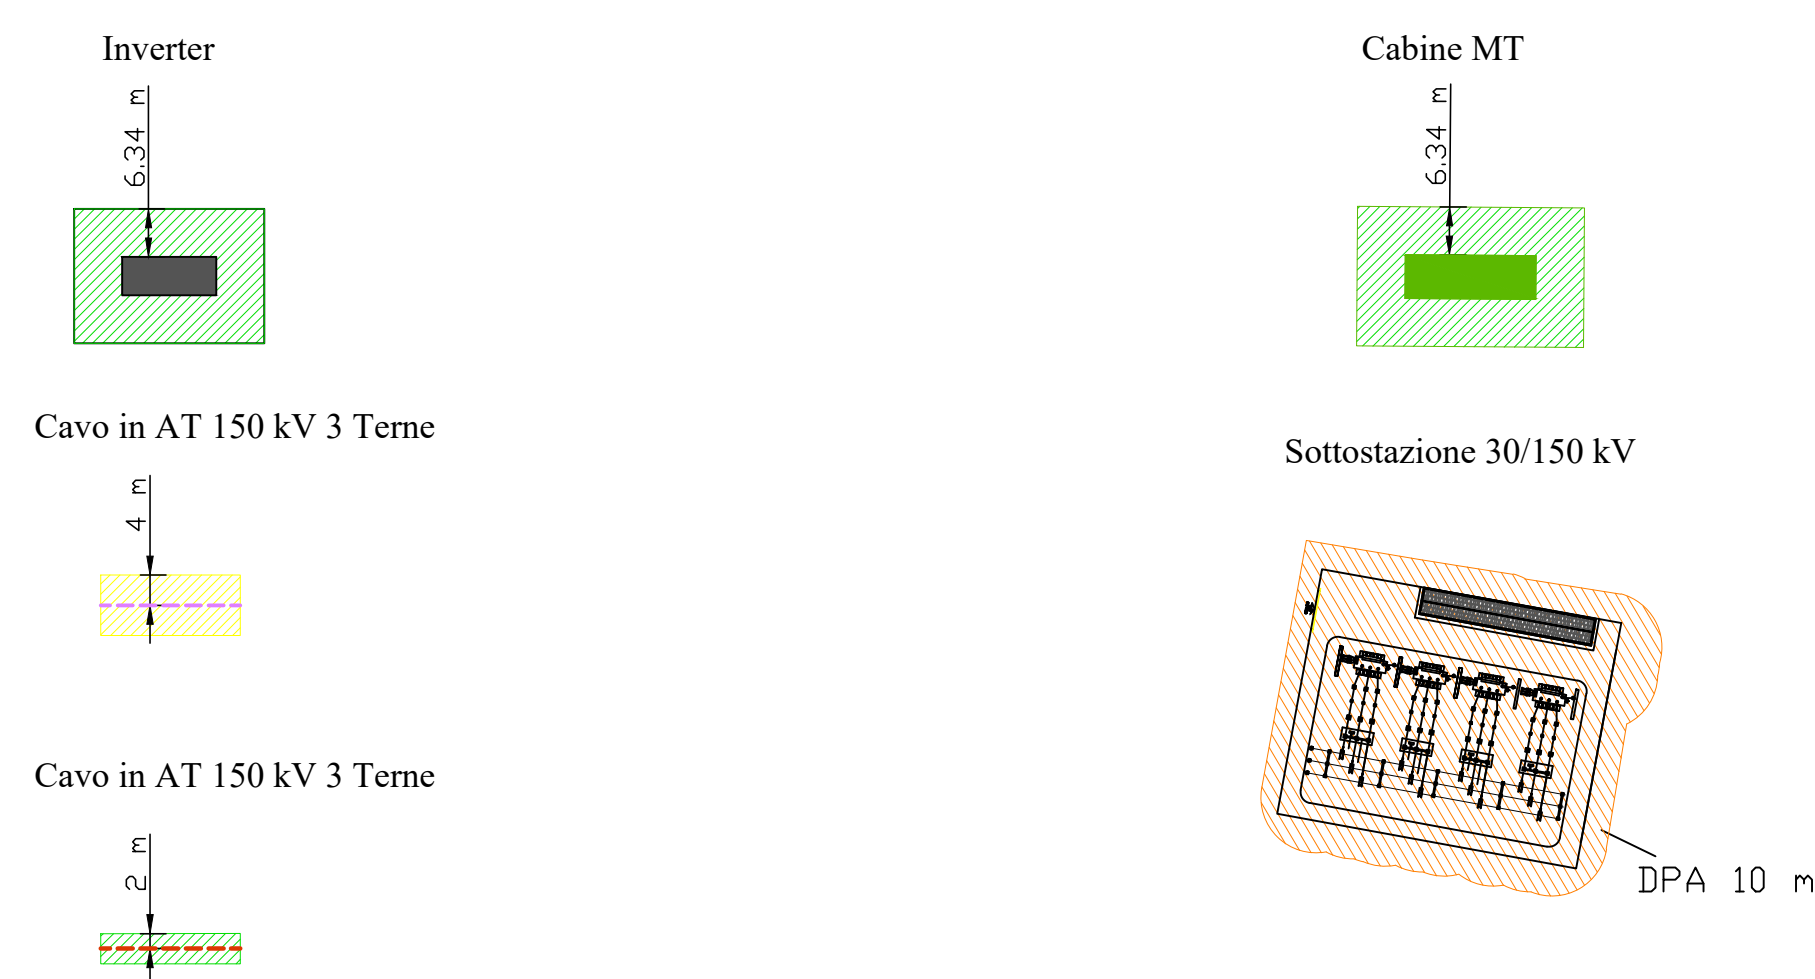 Inverter
6.34 m
Cabine MT
6.34 m
Cavo in AT 150 kV 3 Terne
4 m
Sottostazione 30/150 kV
DPA 10 m
Cavo in AT 150 kV 3 Terne
2 m